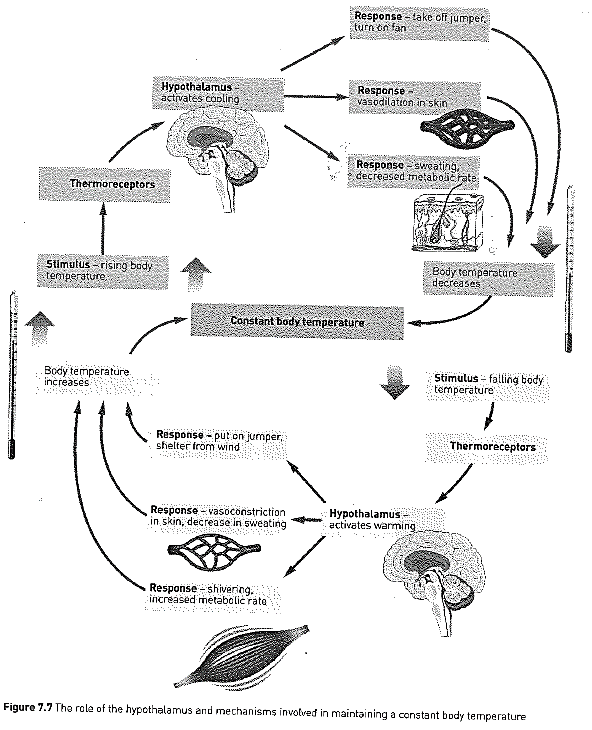 Response – take off jumper,
turn on fan
Hypothalamus –
activates cooling
Response –
vasodilation in skin
Response – sweating,
decreased metabolic rate
Thermoreceptors
Stimulus – rising body
temperature
Body temperature
decreases
Constant body temperature
Body temperature
increases
Stimulus – falling body
temperature
Thermoreceptors
Response – put on jumper,
shelter from wind
Response – vasoconstriction
in skin, decrease in sweating
Hypothalamus –
activates warming
Response – shivering,
increased metabolic rate
Figure 7.7 The role of the hypothalamus and mechanisms involved in maintaining a constant body temperature